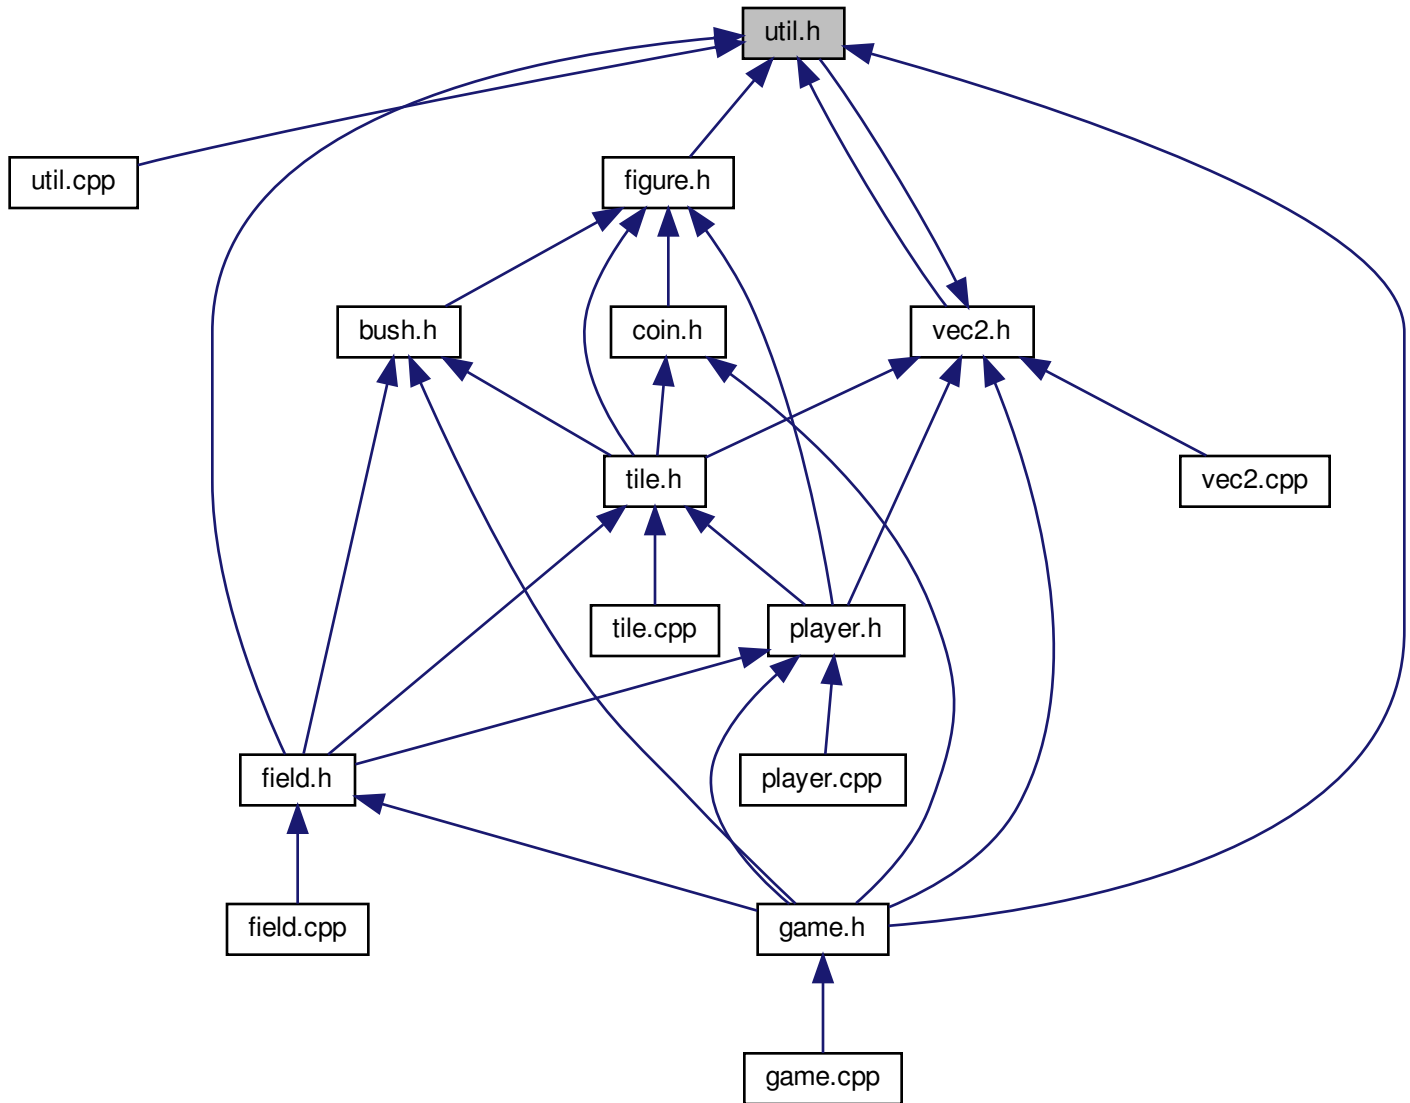 util.h
util.cpp
figure.h
bush.h
coin.h
vec2.h
tile.h
vec2.cpp
tile.cpp
player.h
field.h
player.cpp
field.cpp
game.h
game.cpp